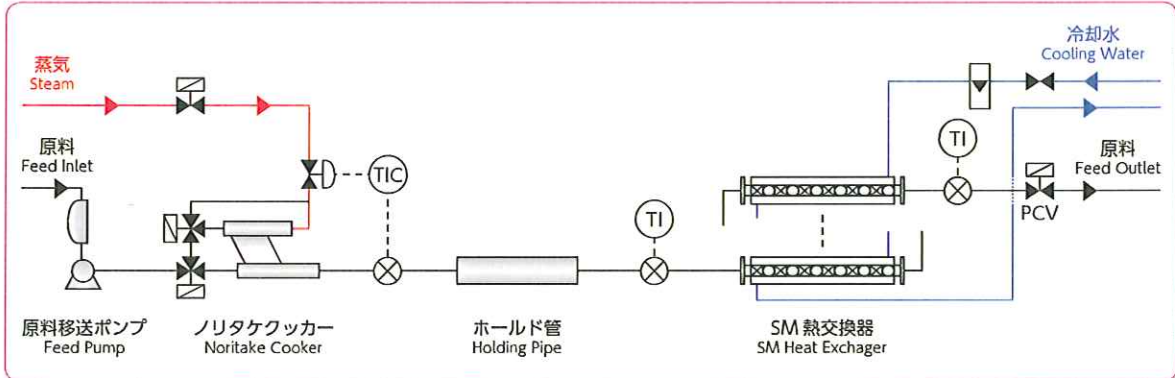 蒸気
Steam
原料
Feed Inlet
TIC
TI
TI
冷却水
Cooling Water
原料
Feed Outlet
PCV
原料移送ポンプ
Feed Pump
ノリタケクッカー
Noritake Cooker
ホールド管
Holding Pipe
SM 熱交換器
SM Heat Exchager